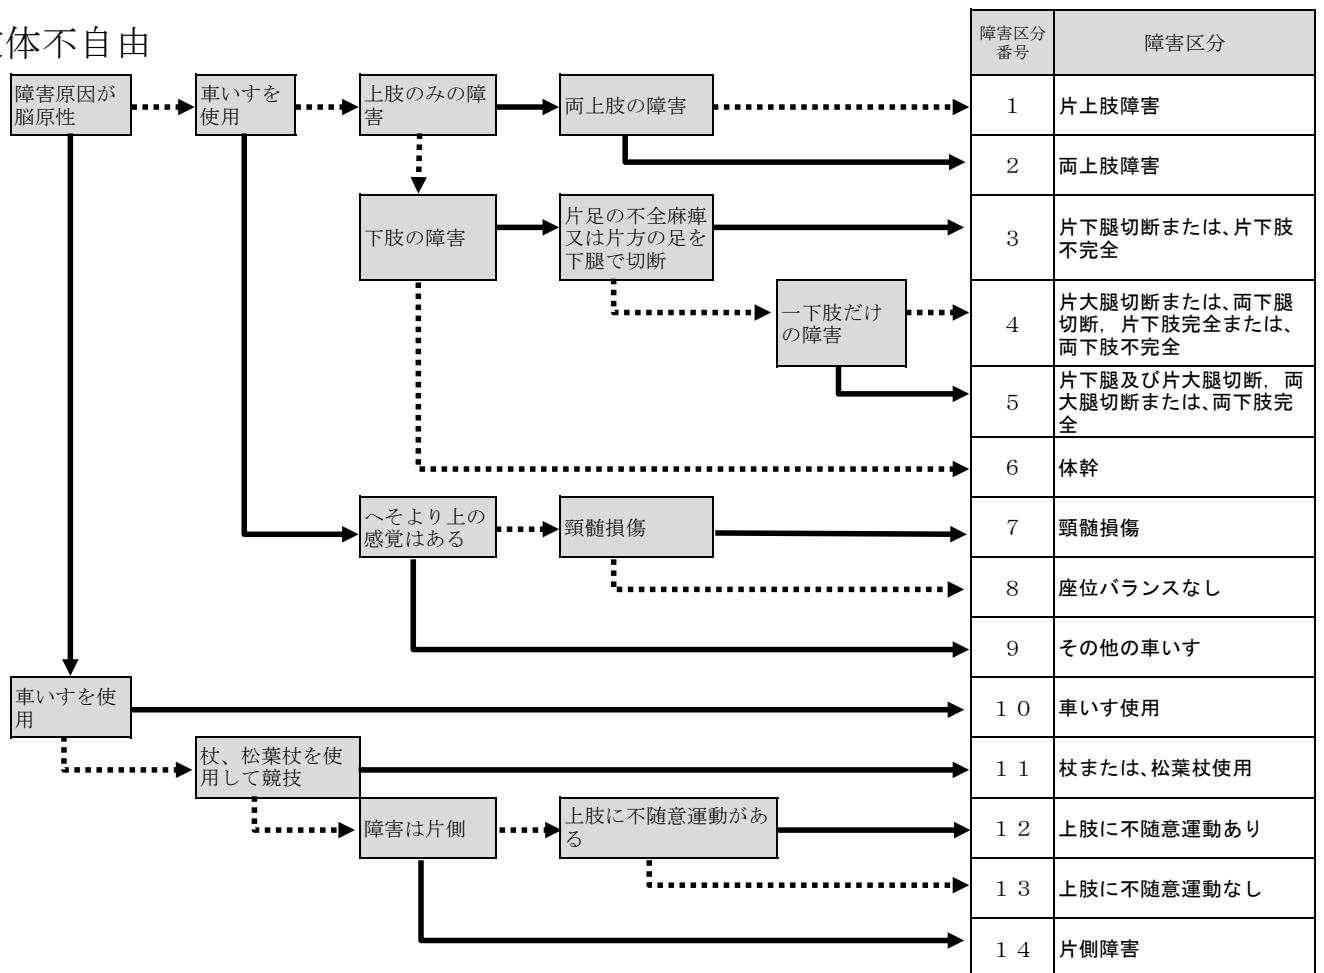 体不自由
障害区分
番号
障害区分
障害原因が
脳原性
車いすを
使用
上肢のみの障
害
両上肢の障害
1
片上肢障害
2
両上肢障害
下肢の障害
片足の不全麻痺
又は片方の足を
下腿で切断
3
片下腿切断または、片下肢
不完全
一下肢だけ
の障害
4
片大腿切断または、両下腿
切断，片下肢完全または、
両下肢不完全
5
片下腿及び片大腿切断，両
大腿切断または、両下肢完
全
6
体幹
へそより上の
感覚はある
頸髄損傷
7
頸髄損傷
8
座位バランスなし
9
その他の車いす
車いすを使
用
１０
車いす使用
杖、松葉杖を使
用して競技
１１
杖または、松葉杖使用
障害は片側
上肢に不随意運動があ
る
１２
上肢に不随意運動あり
１３
上肢に不随意運動なし
１４
片側障害